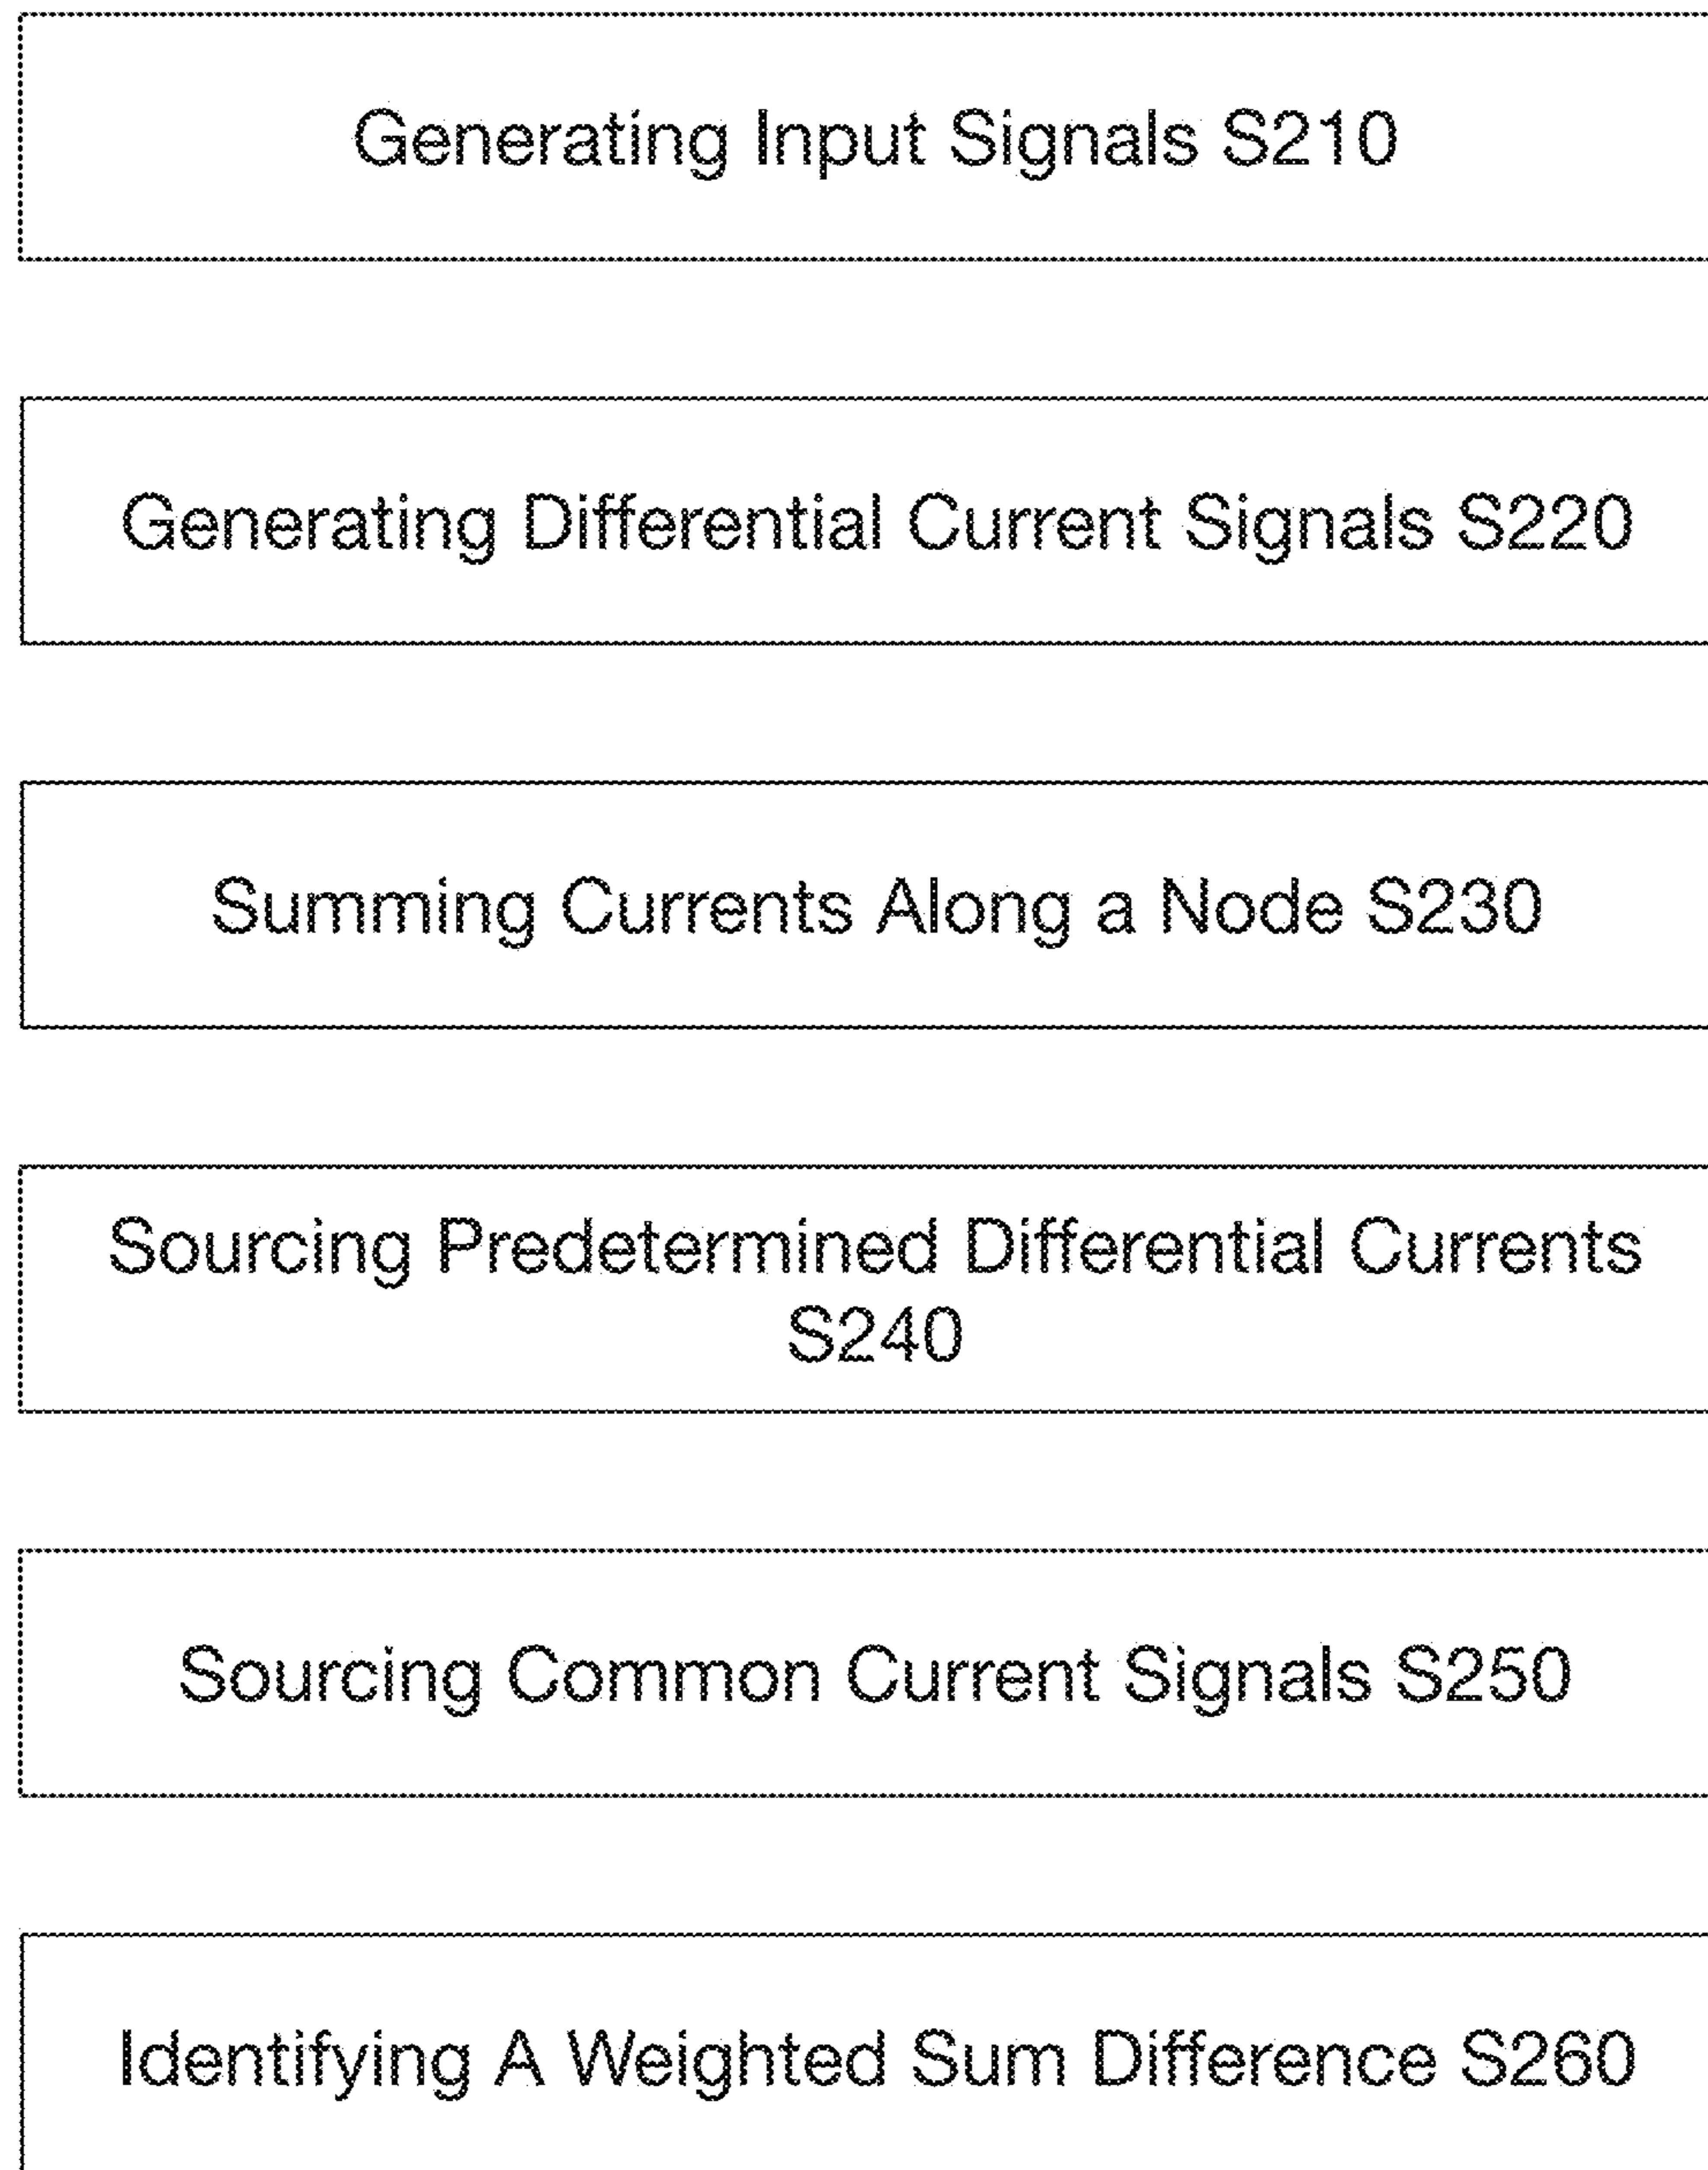 Generating Input Signals S210
Generating Differential Current Signals S220
Summing Currents Along a Node S230
Sourcing Predetermined Differential Currents
S240
Sourcing Common Current Signals S250
Identifying A Weighted Sum Difference S260